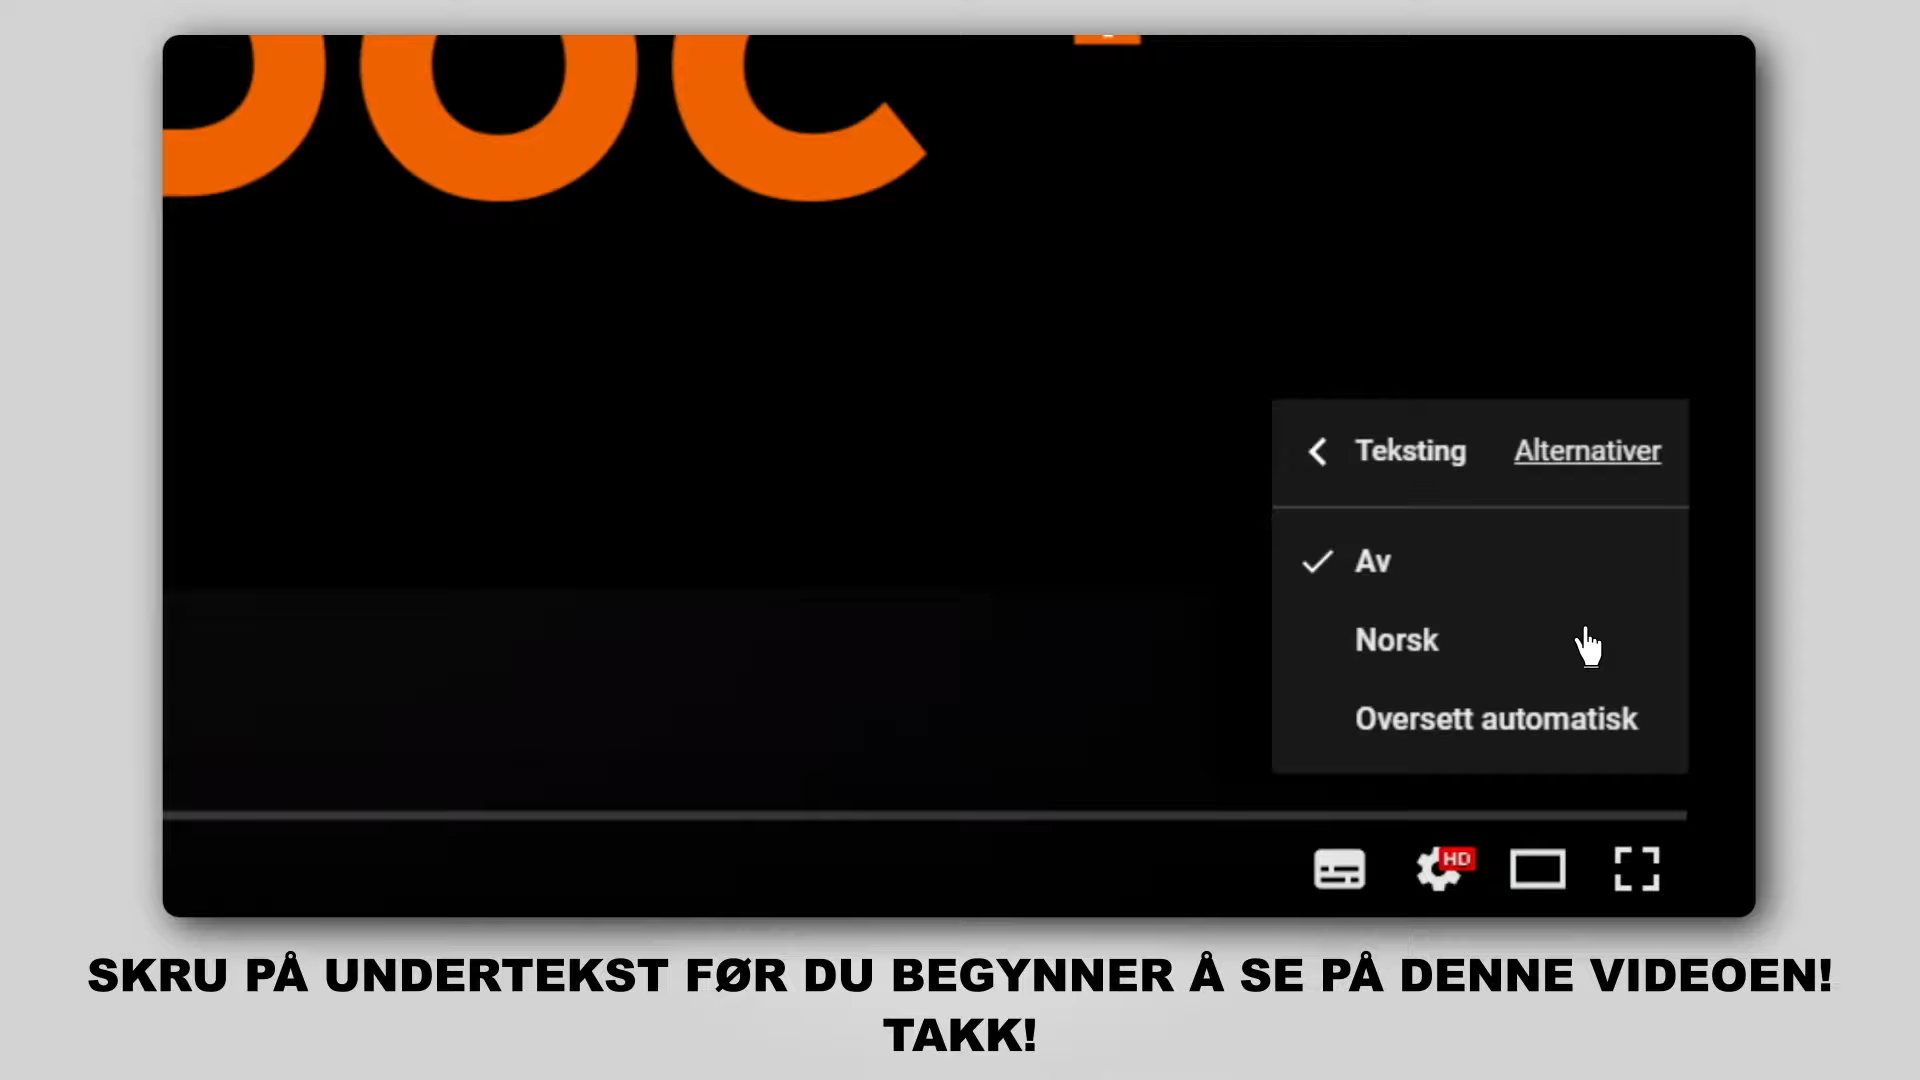 Teksting Alternativer
Av
Norsk
Oversett automatisk
HD
SKRU PÅ UNDERTEKST FØR DU BEGYNNER Å SE PÅ DENNE VIDEOEN!
TAKK!